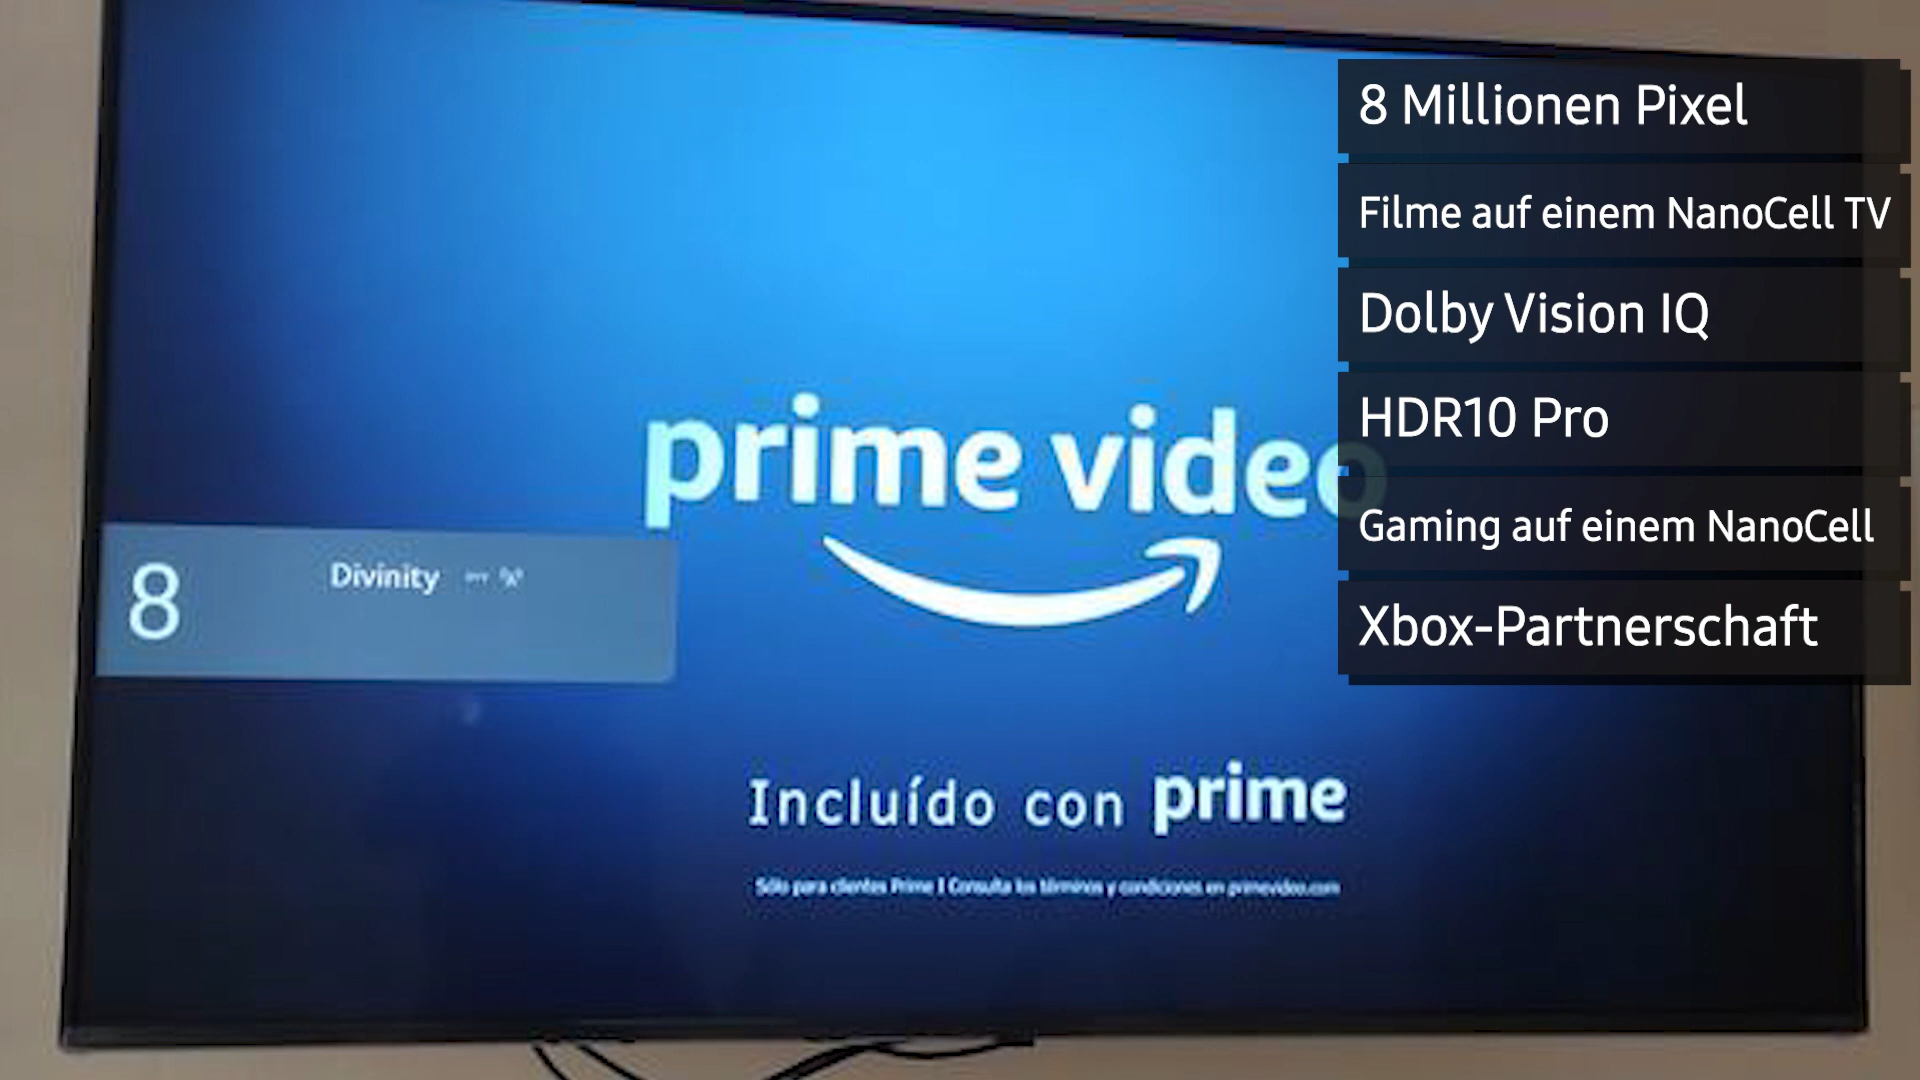 8 Millionen Pixel
Filme auf einem NanoCell TV
Dolby Vision IQ
HDR10 Pro
Gaming auf einem NanoCell
Xbox-Partnerschaft
prime video
8
Divinity
Incluído con prime
Sólo para clientes Prime | Consulta los términos y condiciones en primevideo.com